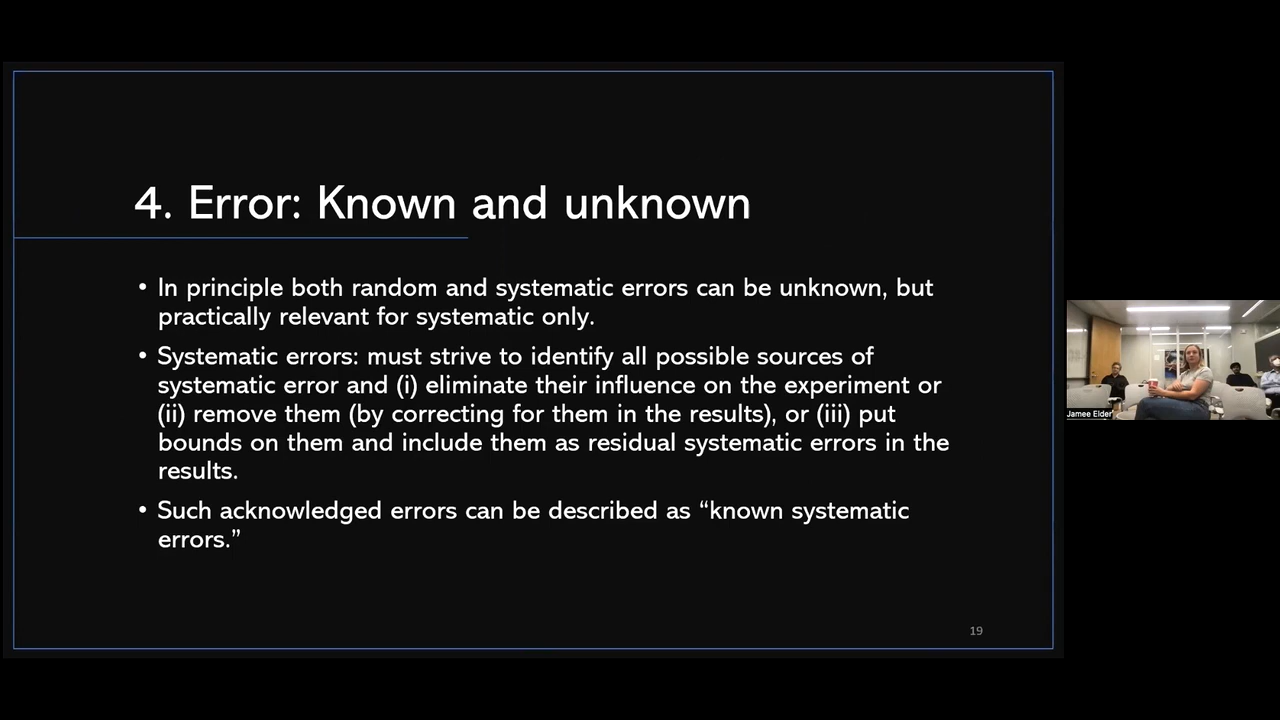 4. Error: Known and unknown
• In principle both random and systematic errors can be unknown, but
practically relevant for systematic only.
• Systematic errors: must strive to identify all possible sources of
systematic error and (i) eliminate their influence on the experiment or
(ii) remove them (by correcting for them in the results), or (iii) put
bounds on them and include them as residual systematic errors in the
results.
• Such acknowledged errors can be described as “known systematic
errors.”
19
Jamee Elder